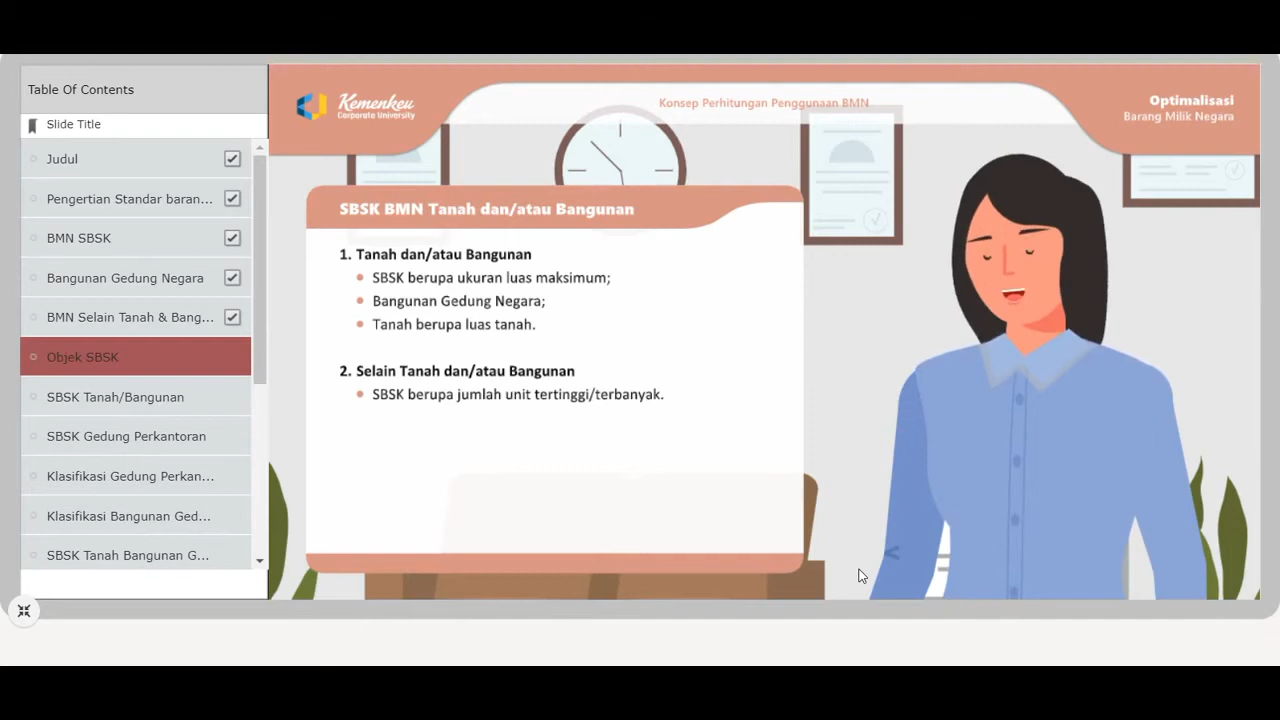 Table Of Contents
Slide Title
Judul
Pengertian Standar baran...
BMN SBSK
Bangunan Gedung Negara
BMN Selain Tanah & Bang...
Objek SBSK
SBSK Tanah/Bangunan
SBSK Gedung Perkantoran
Klasifikasi Gedung Perkan...
Klasifikasi Bangunan Ged...
SBSK Tanah Bangunan G...
Kemenkeu
Corporate University
Konsep Perhitungan Penggunaan BMN
Optimalisasi
Barang Milik Negara
SBSK BMN Tanah dan/atau Bangunan
1. Tanah dan/atau Bangunan
SBSK berupa ukuran luas maksimum;
Bangunan Gedung Negara;
Tanah berupa luas tanah.
2. Selain Tanah dan/atau Bangunan
SBSK berupa jumlah unit tertinggi/terbanyak.